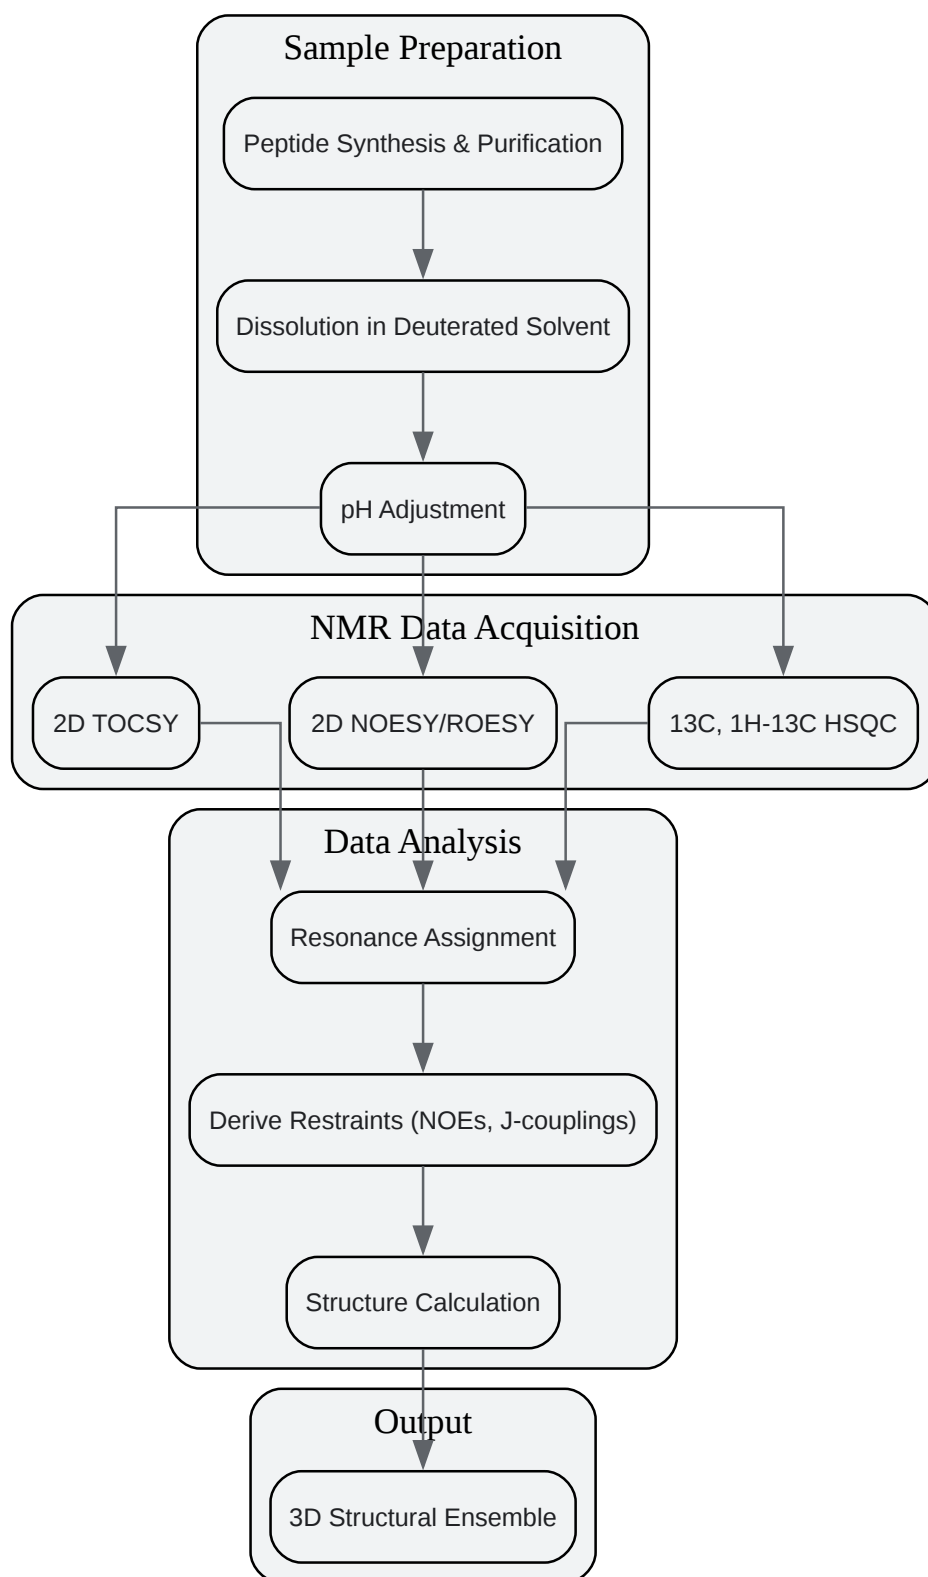 Sample Preparation
Peptide Synthesis & Purification
Dissolution in Deuterated Solvent
pH Adjustment
NMR Data Acquisition
2D TOCSY
2D NOESY/ROESY
13C, 1H-13C HSQC
Data Analysis
Resonance Assignment
Derive Restraints (NOEs, J-couplings)
Structure Calculation
Output
3D Structural Ensemble